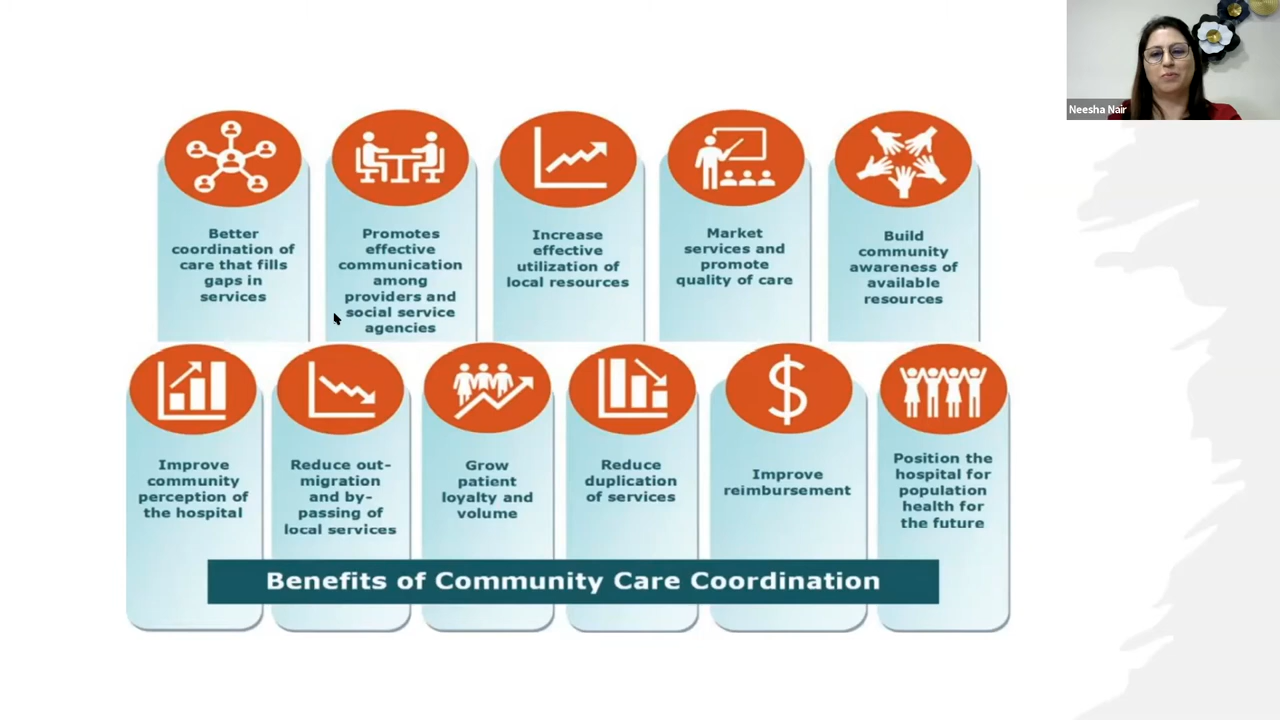 Neesha Nair
Better
coordination of
care that fills
gaps in
services
Promotes
effective
communication
among
providers and
social service
agencies
Increase
effective
utilization of
local resources
Market
services and
promote
quality of care
Build
community
awareness of
available
resources
Improve
community
perception of
the hospital
Reduce out-
migration
and by-
passing of
local services
Grow
patient
loyalty and
volume
Reduce
duplication
of services
Improve
reimbursement
Position the
hospital for
population
health for
the future
Benefits of Community Care Coordination